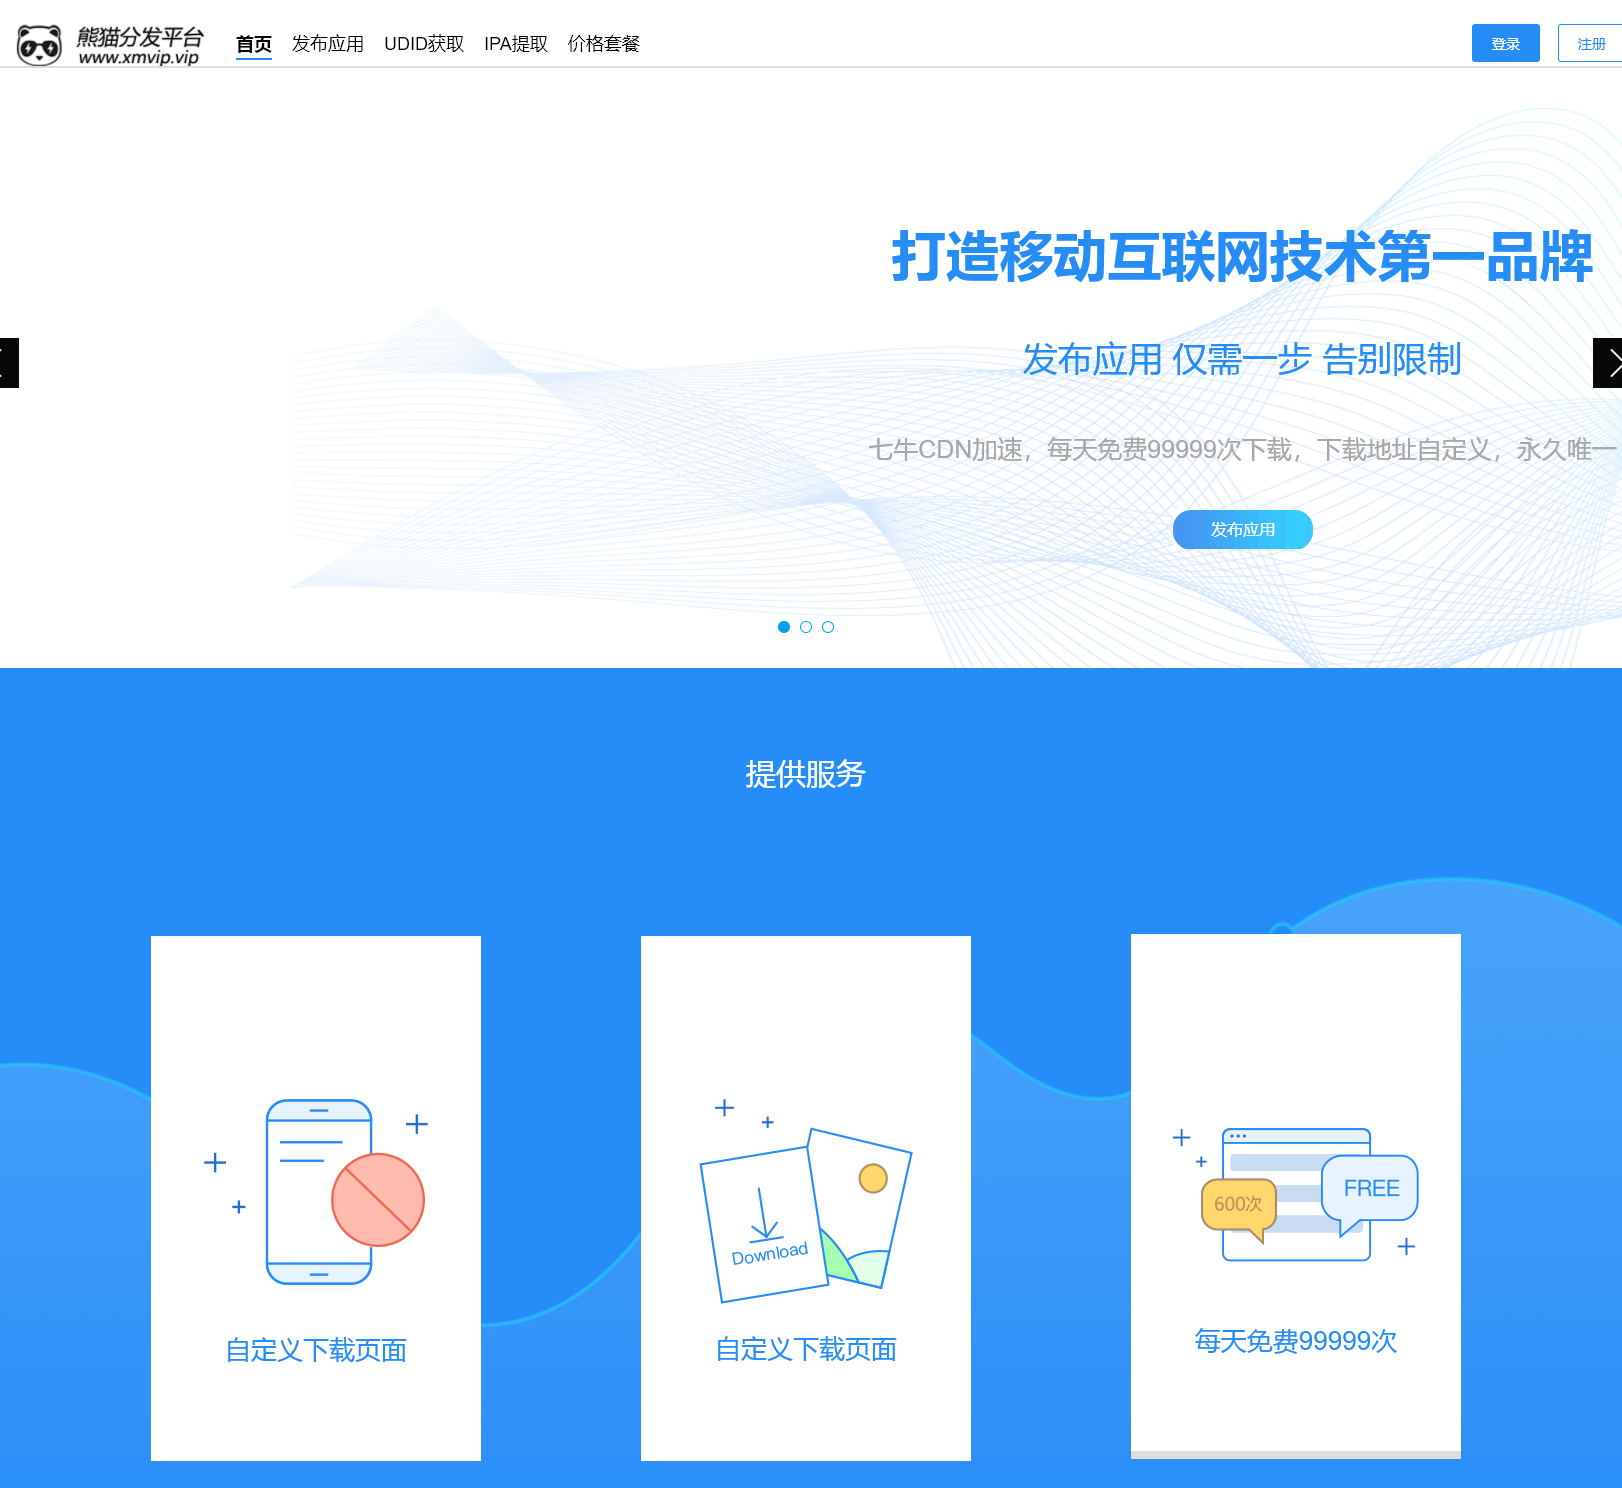 熊猫分发平台
www.xmvip.vip
首页 发布应用 UDID获取 IPA提取 价格套餐
登录 注册
打造移动互联网技术第一品牌
发布应用 仅需一步 告别限制
七牛CDN加速，每天免费99999次下载，下载地址自定义，永久唯一
发布应用
提供服务
Download
600次
FREE
自定义下载页面
自定义下载页面
每天免费99999次